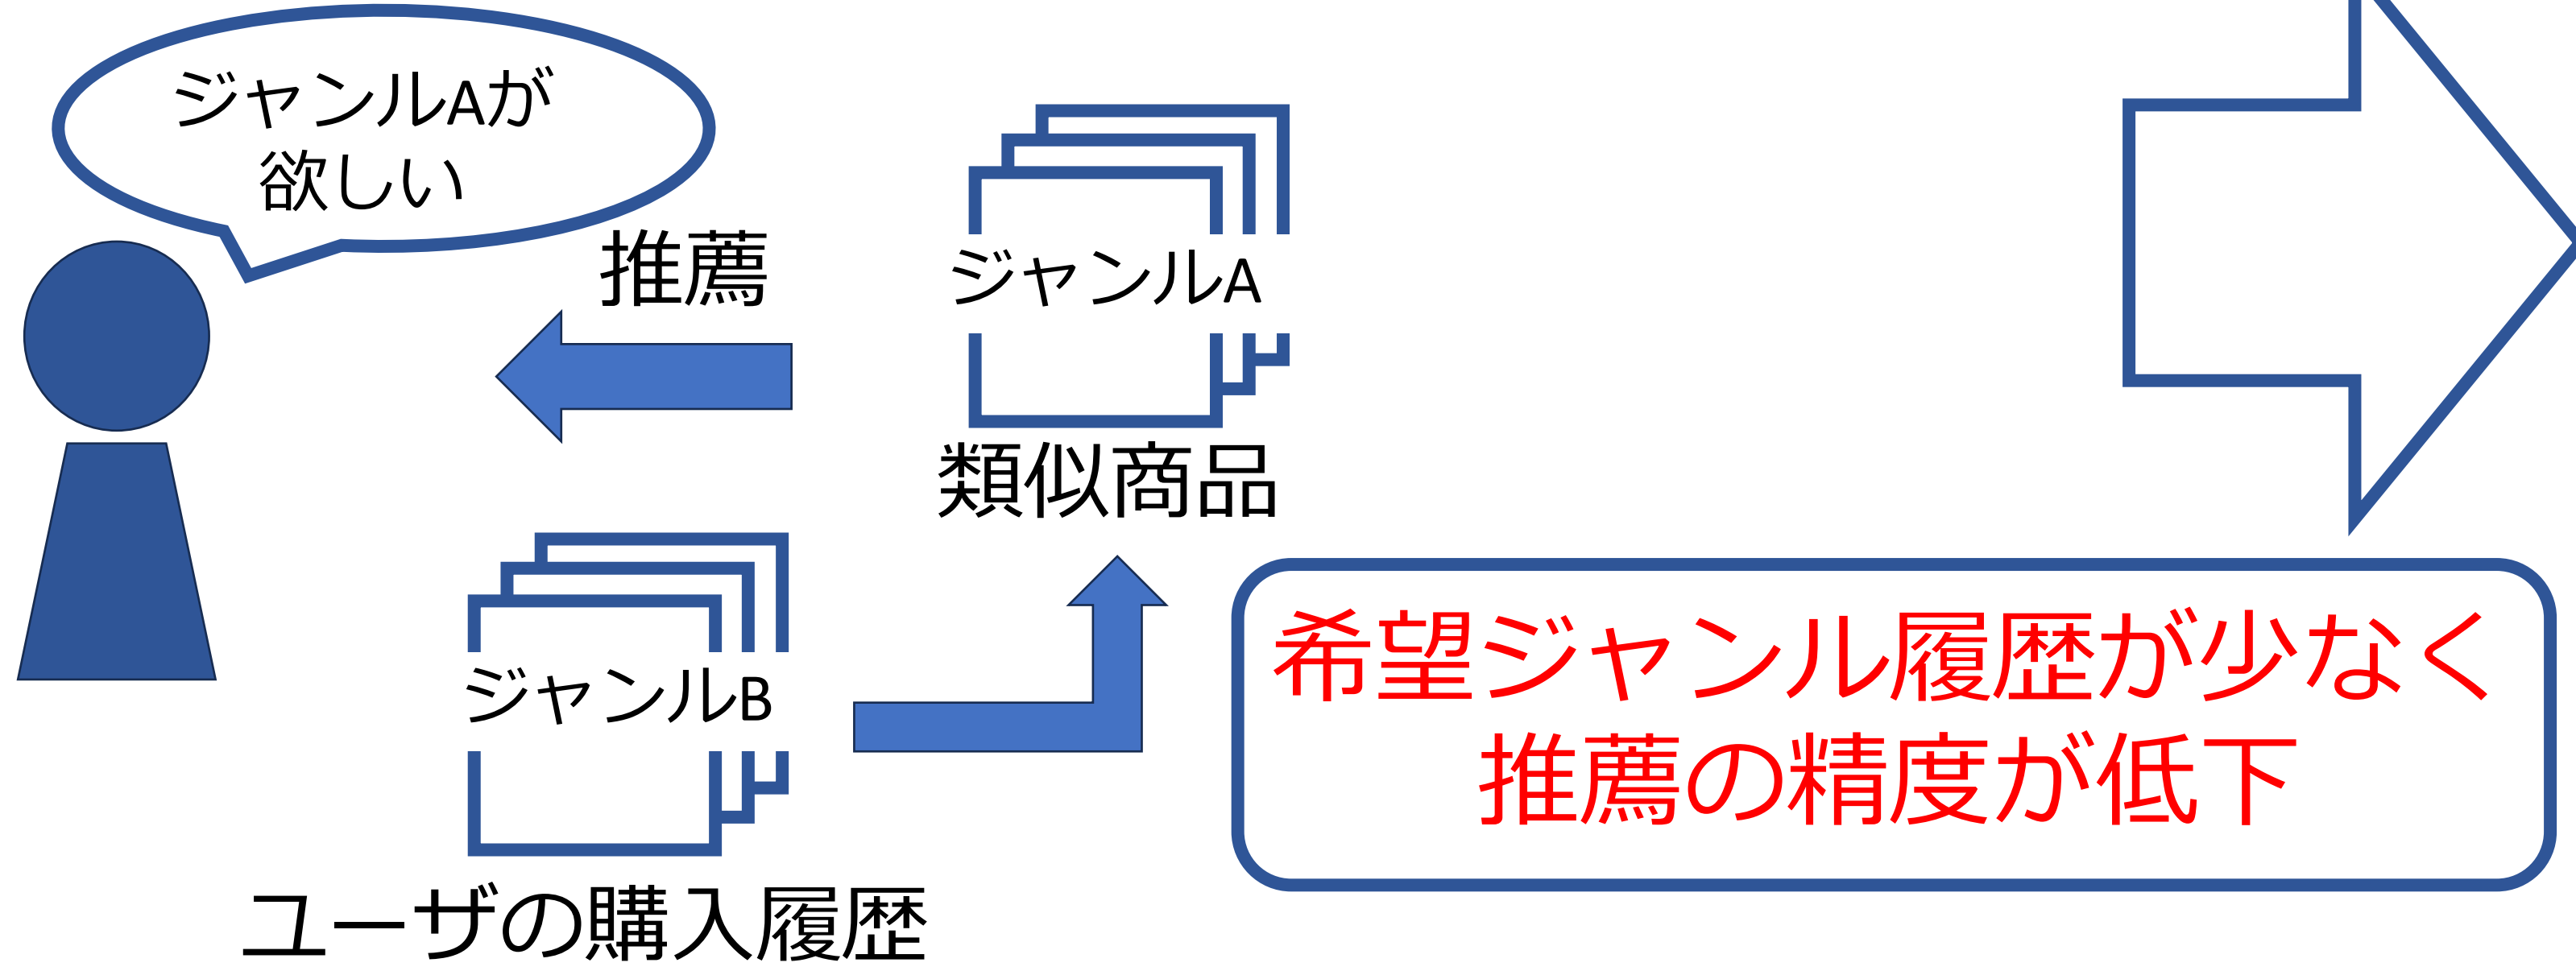 ジャンルAが
欲しい
推薦
ジャンルA
類似商品
ジャンルB
ユーザの購入履歴
希望ジャンル履歴が少なく
推薦の精度が低下